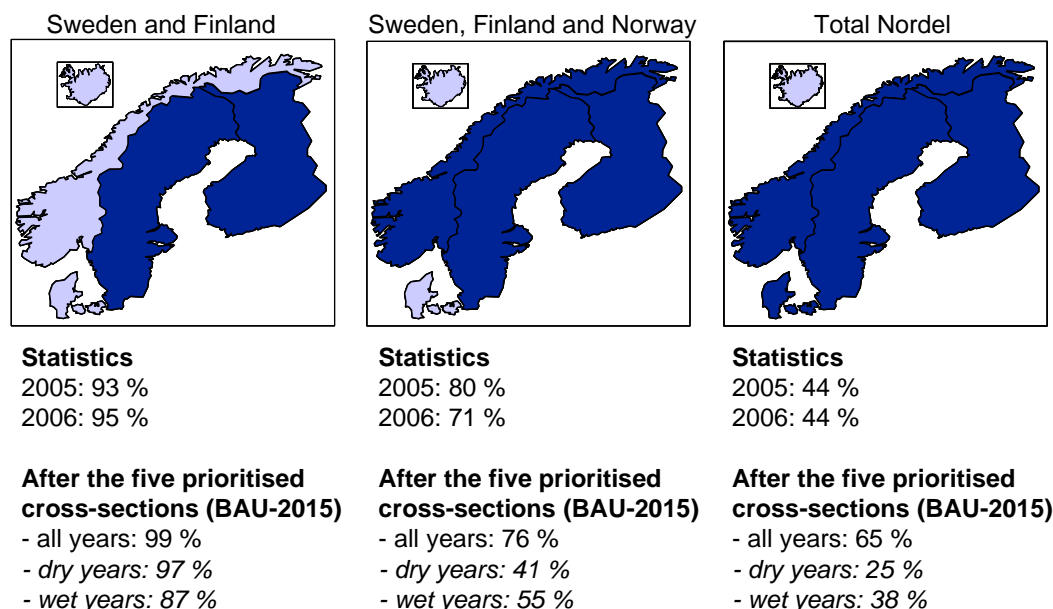 Sweden and Finland
Statistics
2005: 93 %
2006: 95 %
After the five prioritised
cross-sections (BAU-2015)
- all years: 99 %
- dry years: 97 %
- wet years: 87 %
Sweden, Finland and Norway
Statistics
2005: 80 %
2006: 71 %
After the five prioritised
cross-sections (BAU-2015)
- all years: 76 %
- dry years: 41 %
- wet years: 55 %
Total Nordel
Statistics
2005: 44 %
2006: 44 %
After the five prioritised
cross-sections (BAU-2015)
- all years: 65 %
- dry years: 25 %
- wet years: 38 %